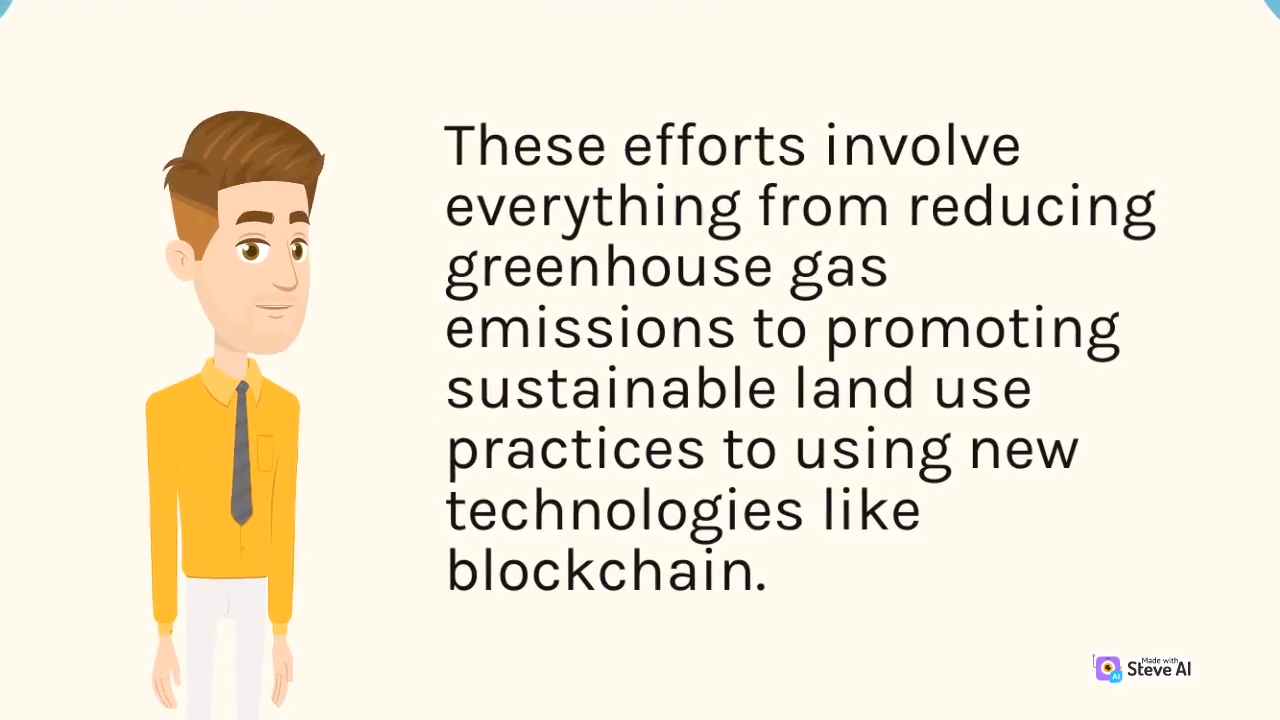 These efforts involve
everything from reducing
greenhouse gas
emissions to promoting
sustainable land use
practices to using new
technologies like
blockchain.
Made with
Steve AI
AI